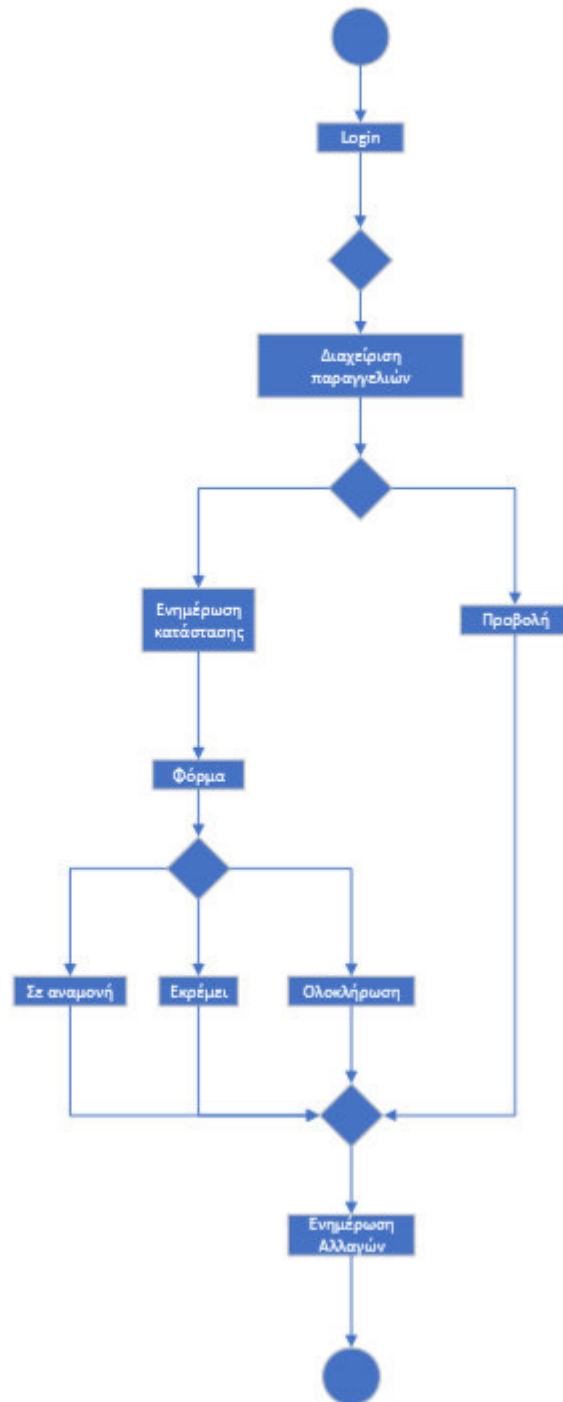 Login
Διαχείριση
παραγγελιών
Ενημέρωση
κατάστασης
Προβολή
Φόρμα
Σε αναμονή
Εκρέμει
Ολοκλήρωση
Ενημέρωση
Αλλαγών